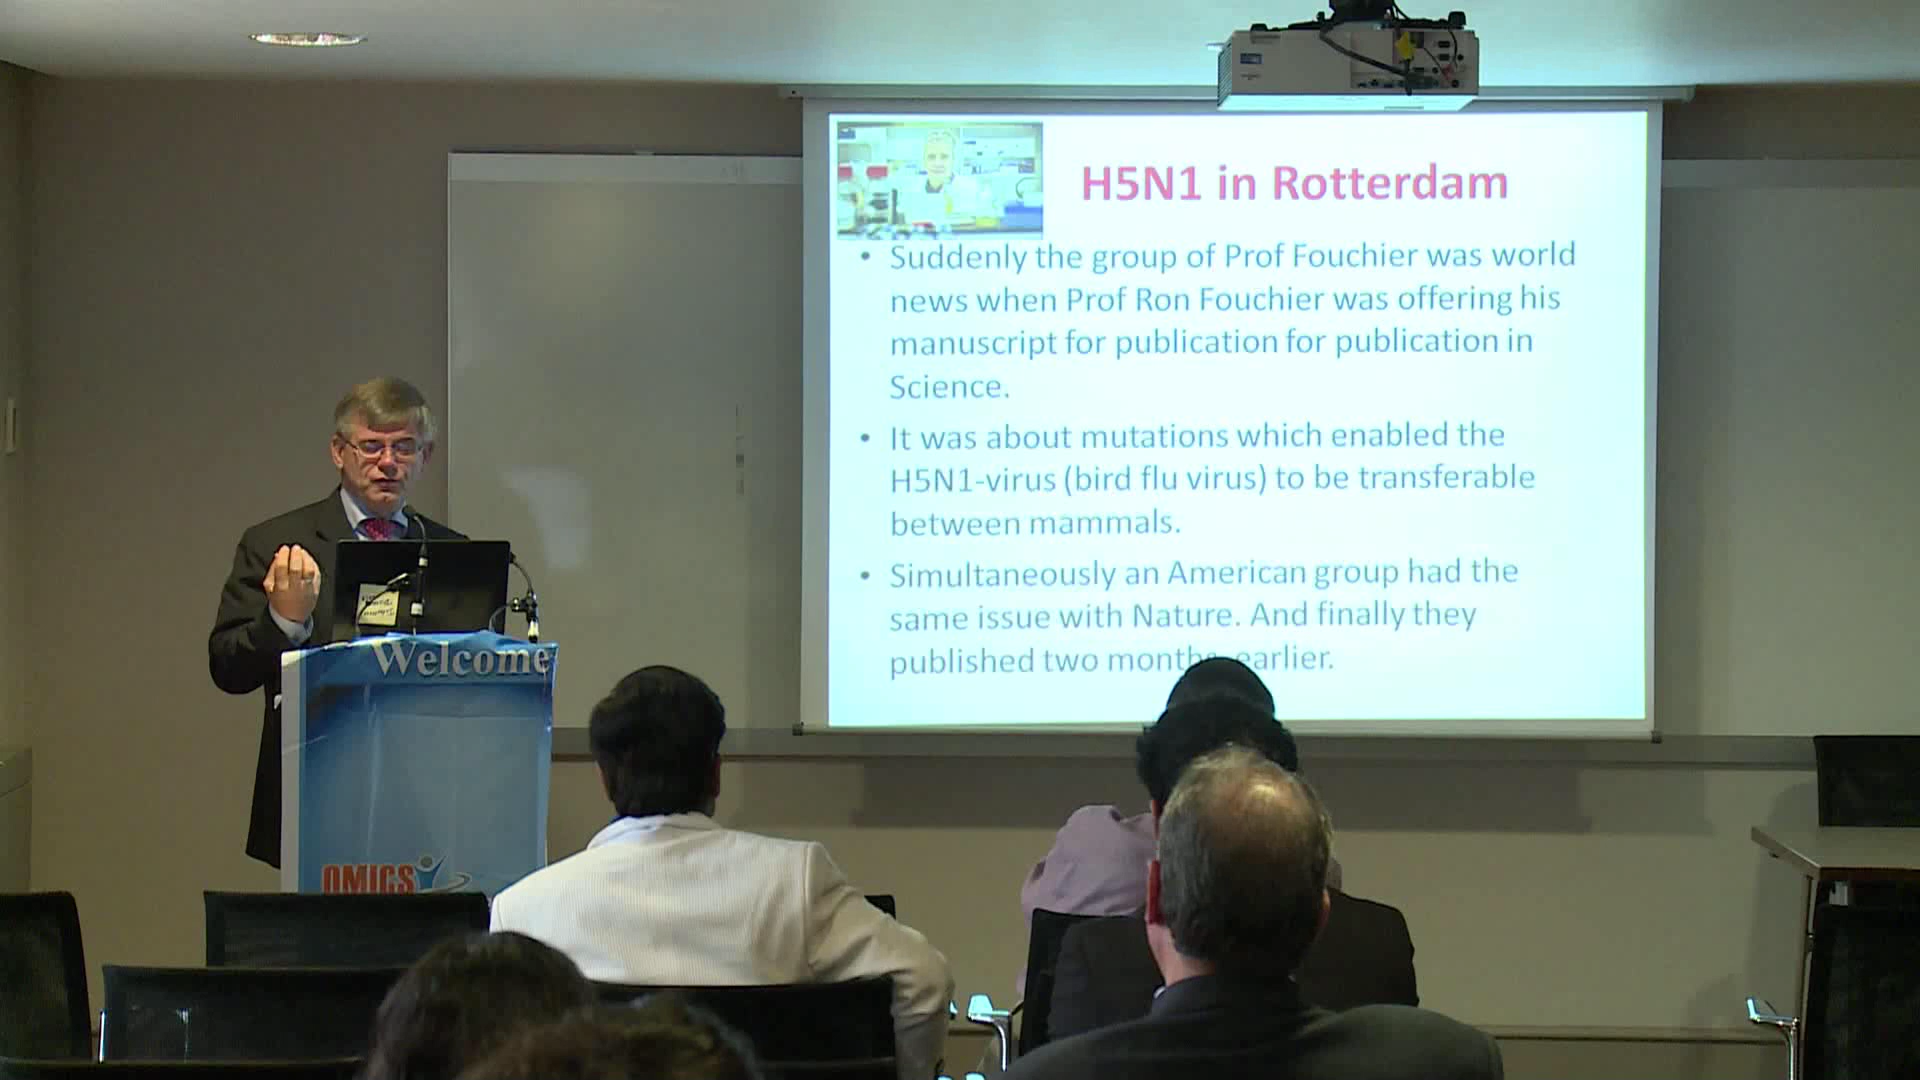 H5N1 in Rotterdam
• Suddenly the group of Prof Fouchier was world
news when Prof Ron Fouchier was offering his
manuscript for publication for publication in
Science.
• It was about mutations which enabled the
H5N1-virus (bird flu virus) to be transferable
between mammals.
• Simultaneously an American group had the
same issue with Nature. And finally they
published two months earlier.
Welcome
OMICS